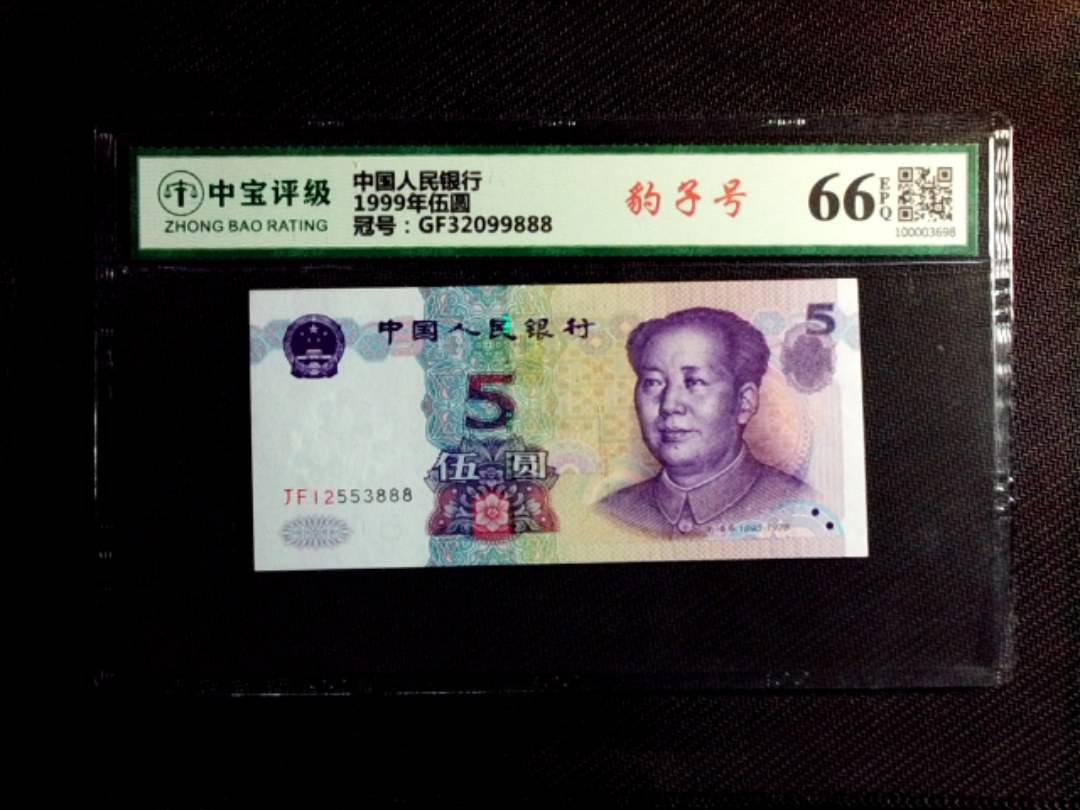 中宝评级
ZHONG BAO RATING
中国人民银行
1999年伍圆
冠号：GF32099888
豹子号
66
EPQ
100003698
中国人民银行
5
5
伍圆
JF12553888
1893-1976